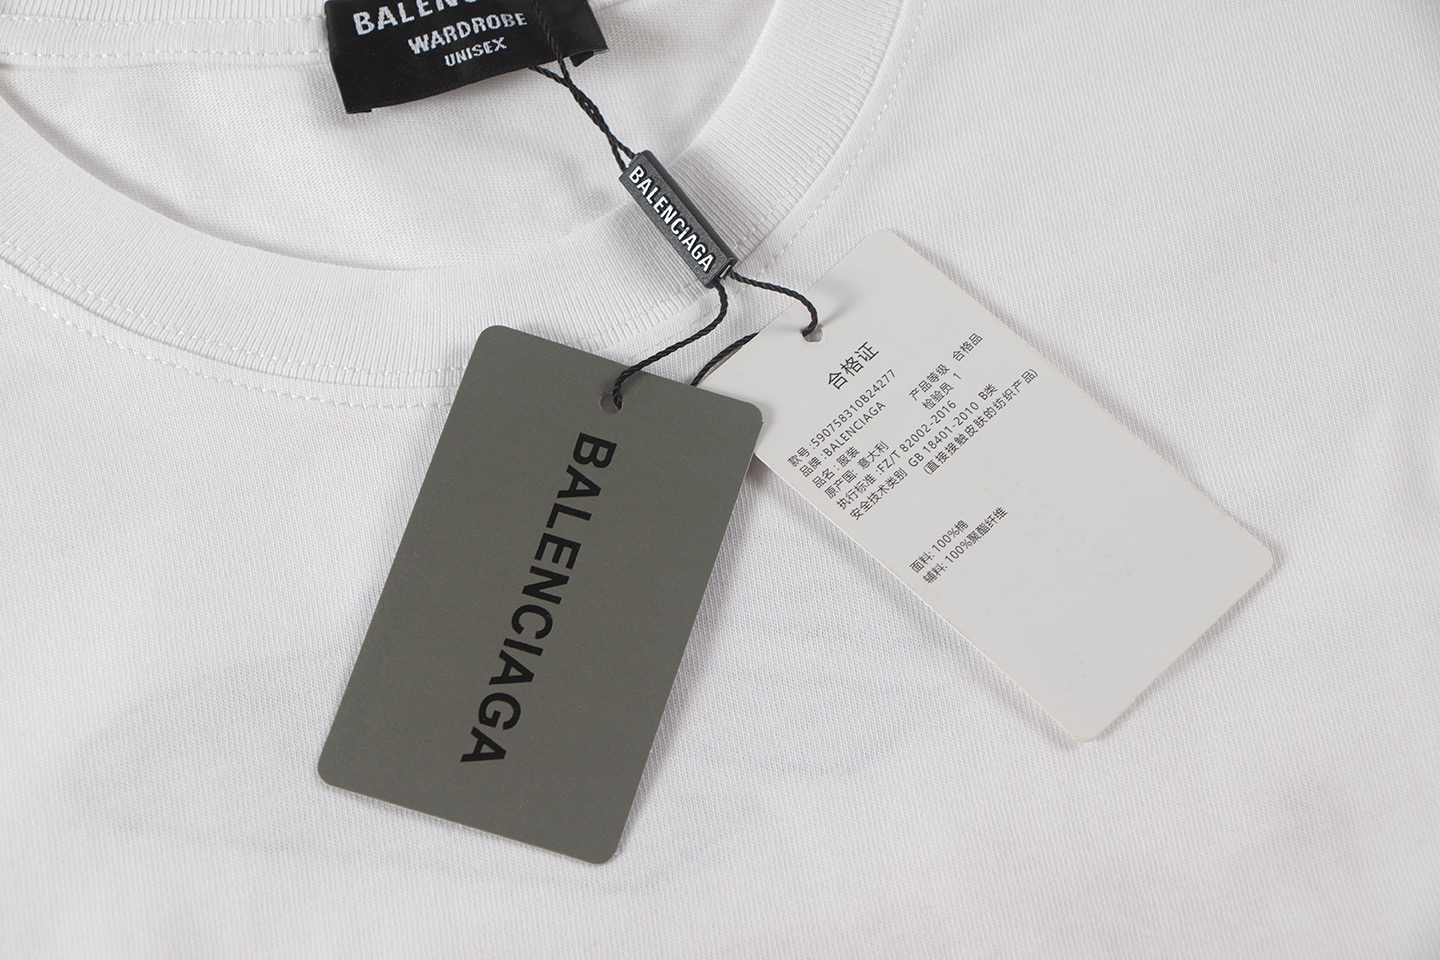 BALENCIAGA
WARDROBE
UNISEX
BALENCIAGA
BALENCIAGA
合格证
款号:590758310B24277
品牌:BALENCIAGA 产品等级 合格品
品名:服装 检验员 1
原产国: 意大利
执行标准:FZ/T 82002-2016
安全技术类别 GB 18401-2010 B类
(直接接触皮肤的纺织产品)
面料: 100%棉
辅料: 100%聚酯纤维